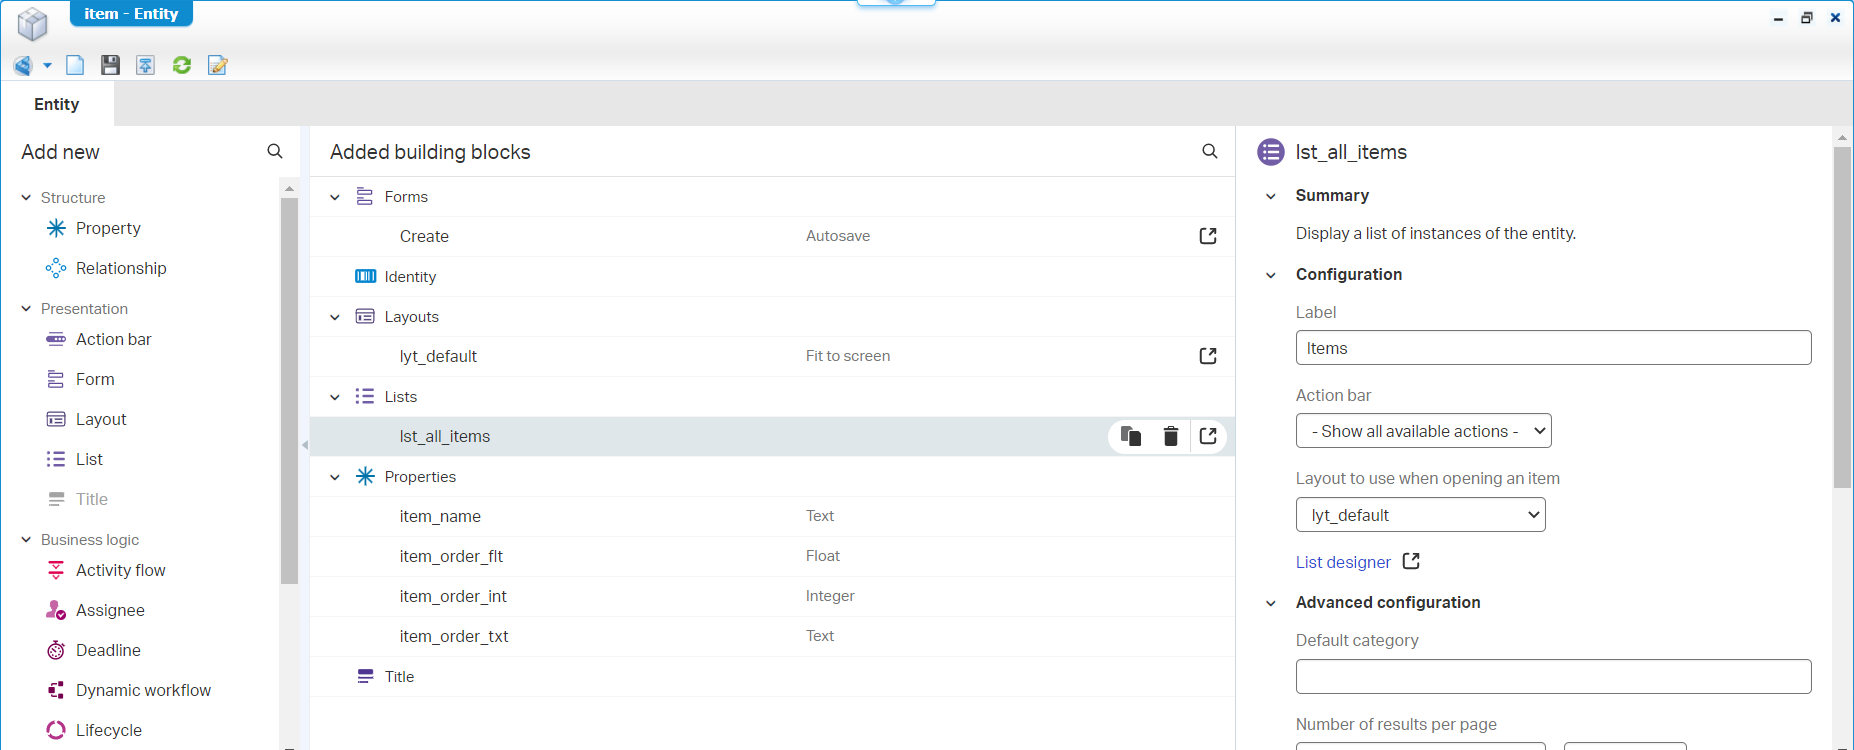 item - Entity
Entity
Add new
Structure
Property
Relationship
Presentation
Action bar
Form
Layout
List
Title
Business logic
Activity flow
Assignee
Deadline
Dynamic workflow
Lifecycle
Added building blocks
Forms
Create Autosave
Identity
Layouts
lyt_default Fit to screen
Lists
lst_all_items
Properties
item_name Text
item_order_flt Float
item_order_int Integer
item_order_txt Text
Title
lst_all_items
Summary
Display a list of instances of the entity.
Configuration
Label
Items
Action bar
- Show all available actions -
Layout to use when opening an item
lyt_default
List designer
Advanced configuration
Default category
Number of results per page